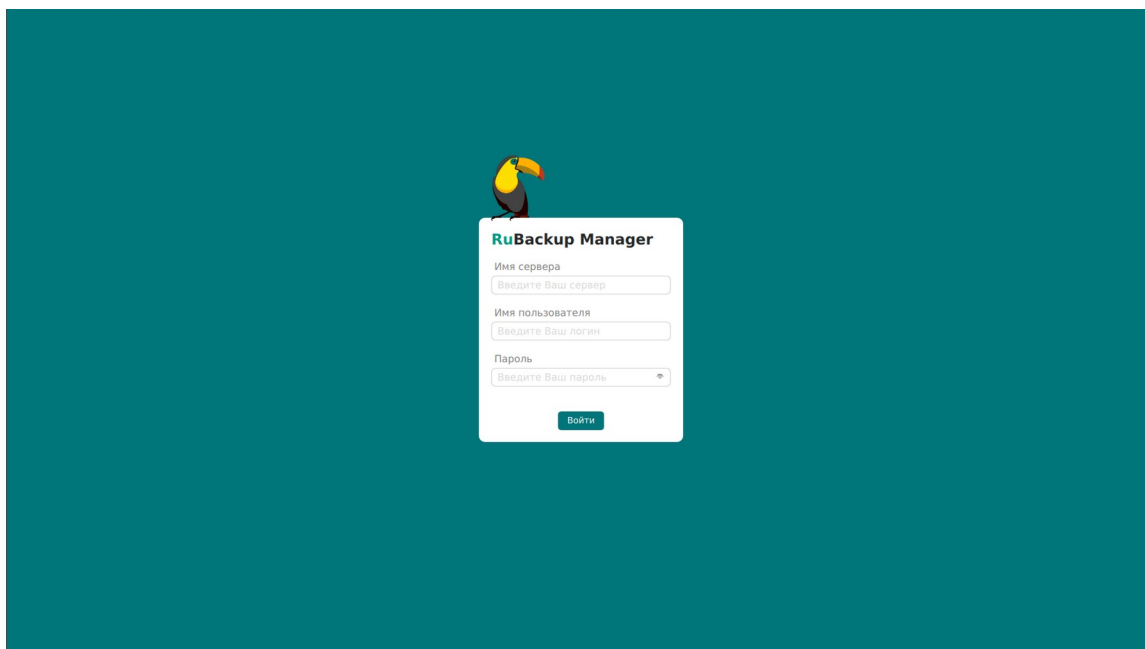 RuBackup Manager
Имя сервера
Введите Ваш сервер
Имя пользователя
Введите Ваш логин
Пароль
Введите Ваш пароль
Войти